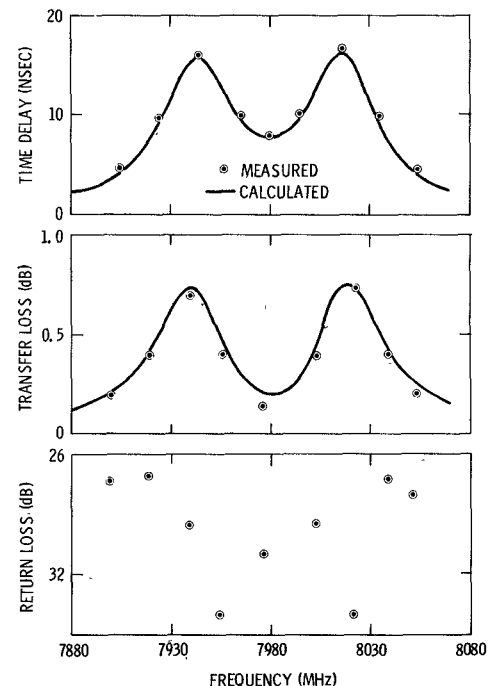 20
10
0
TIME DELAY (NSEC)
MEASURED
CALCULATED
1.0
0.5
0
TRANSFER LOSS (dB)
26
32
RETURN LOSS (dB)
7880 7930 7980 8030 8080
FREQUENCY (MHz)